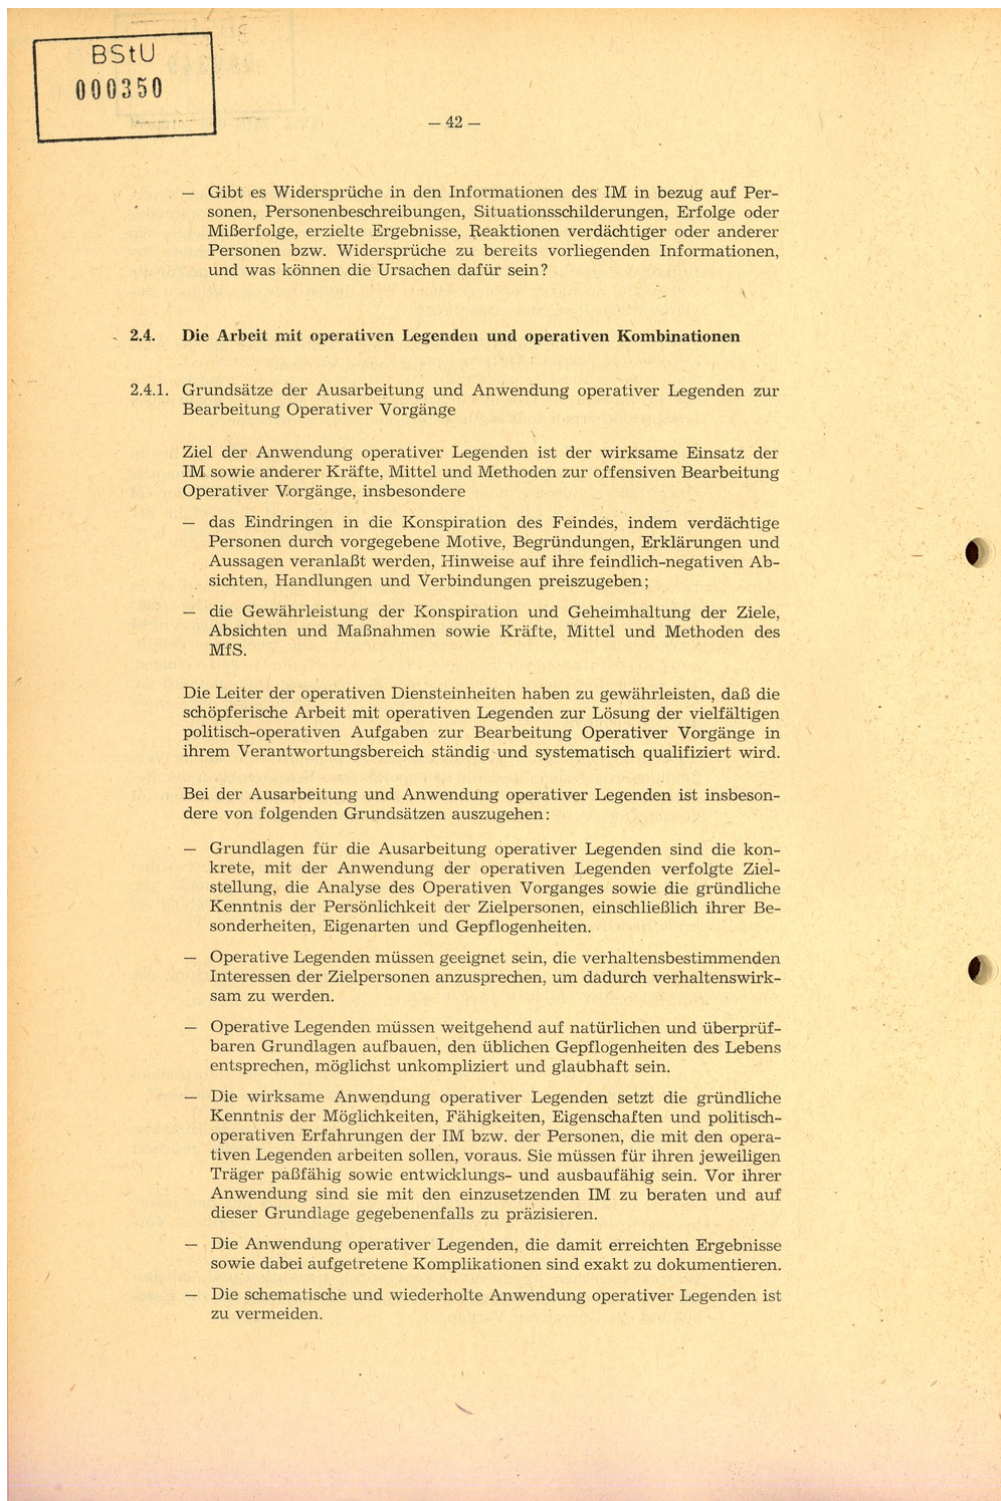 BStU
000350
— 42 —
— Gibt es Widersprüche in den Informationen des IM in bezug auf Per-
sonen, Personenbeschreibungen, Situationsschilderungen, Erfolge oder
Mißerfolge, erzielte Ergebnisse, Reaktionen verdächtiger oder anderer
Personen bzw. Widersprüche zu bereits vorliegenden Informationen,
und was können die Ursachen dafür sein?
2.4. Die Arbeit mit operativen Legenden und operativen Kombinationen
2.4.1. Grundsätze der Ausarbeitung und Anwendung operativer Legenden zur
Bearbeitung Operativer Vorgänge
Ziel der Anwendung operativer Legenden ist der wirksame Einsatz der
IM sowie anderer Kräfte, Mittel und Methoden zur offensiven Bearbeitung
Operativer Vorgänge, insbesondere
— das Eindringen in die Konspiration des Feindes, indem verdächtige
Personen durch vorgegebene Motive, Begründungen, Erklärungen und
Aussagen veranlaßt werden, Hinweise auf ihre feindlich-negativen Ab-
sichten, Handlungen und Verbindungen preiszugeben;
— die Gewährleistung der Konspiration und Geheimhaltung der Ziele,
Absichten und Maßnahmen sowie Kräfte, Mittel und Methoden des
MfS.
Die Leiter der operativen Diensteinheiten haben zu gewährleisten, daß die
schöpferische Arbeit mit operativen Legenden zur Lösung der vielfältigen
politisch-operativen Aufgaben zur Bearbeitung Operativer Vorgänge in
ihrem Verantwortungsbereich ständig und systematisch qualifiziert wird.
Bei der Ausarbeitung und Anwendung operativer Legenden ist insbeson-
dere von folgenden Grundsätzen auszugehen:
— Grundlagen für die Ausarbeitung operativer Legenden sind die kon-
krete, mit der Anwendung der operativen Legenden verfolgte Ziel-
stellung, die Analyse des Operativen Vorganges sowie die gründliche
Kenntnis der Persönlichkeit der Zielpersonen, einschließlich ihrer Be-
sonderheiten, Eigenarten und Gepflogenheiten.
— Operative Legenden müssen geeignet sein, die verhaltensbestimmenden
Interessen der Zielpersonen anzusprechen, um dadurch verhaltenswirk-
sam zu werden.
— Operative Legenden müssen weitgehend auf natürlichen und überprüf-
baren Grundlagen aufbauen, den üblichen Gepflogenheiten des Lebens
entsprechen, möglichst unkompliziert und glaubhaft sein.
— Die wirksame Anwendung operativer Legenden setzt die gründliche
Kenntnis der Möglichkeiten, Fähigkeiten, Eigenschaften und politisch-
operativen Erfahrungen der IM bzw. der Personen, die mit den opera-
tiven Legenden arbeiten sollen, voraus. Sie müssen für ihren jeweiligen
Träger paßfähig sowie entwicklungs- und ausbaufähig sein. Vor ihrer
Anwendung sind sie mit den einzusetzenden IM zu beraten und auf
dieser Grundlage gegebenenfalls zu präzisieren.
— Die Anwendung operativer Legenden, die damit erreichten Ergebnisse
sowie dabei aufgetretene Komplikationen sind exakt zu dokumentieren.
— Die schematische und wiederholte Anwendung operativer Legenden ist
zu vermeiden.